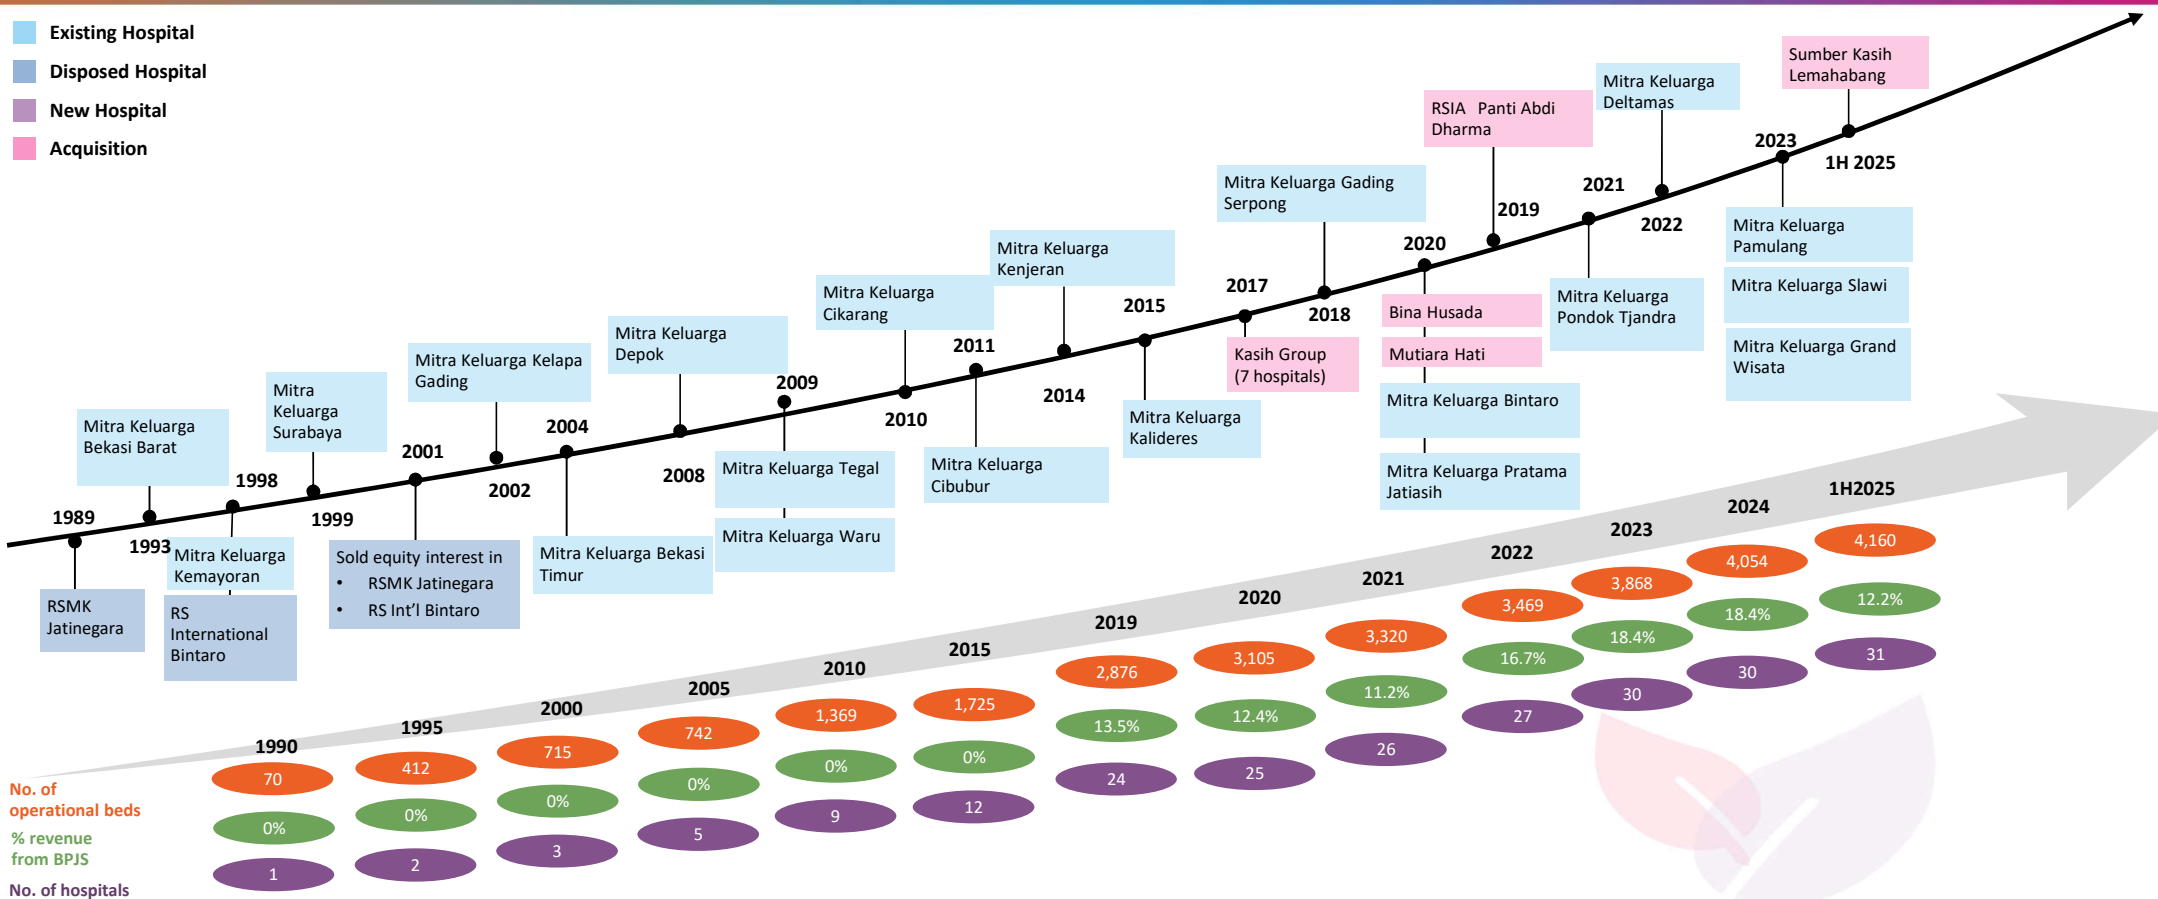 Existing Hospital
Disposed Hospital
New Hospital
Acquisition
1989
RSMK
Jatinegara
Mitra Keluarga
Bekasi Barat
1993
1998
Mitra Keluarga
Kemayoran
RS
International
Bintaro
Mitra
Keluarga
Surabaya
1999
2001
Sold equity interest in
• RSMK Jatinegara
• RS Int'l Bintaro
Mitra Keluarga Kelapa
Gading
2002
2004
Mitra Keluarga Bekasi
Timur
Mitra Keluarga
Depok
2008
2009
Mitra Keluarga Tegal
Mitra Keluarga Waru
Mitra Keluarga
Cikarang
2010
2011
Mitra Keluarga
Cibubur
Mitra Keluarga
Kenjeran
2014
2015
Mitra Keluarga
Kalideres
2017
Kasih Group
(7 hospitals)
Mitra Keluarga Gading
Serpong
2018
2020
Bina Husada
Mutiara Hati
Mitra Keluarga Bintaro
Mitra Keluarga Pratama
Jatiasih
RSIA Panti Abdi
Dharma
2019
2021
Mitra Keluarga
Pondok Tjandra
Mitra Keluarga
Deltamas
2022
2023
Mitra Keluarga
Pamulang
Mitra Keluarga Slawi
Mitra Keluarga Grand
Wisata
Sumber Kasih
Lemahabang
1H 2025
No. of
operational beds
% revenue
from BPJS
No. of hospitals
1990
70
0%
1
1995
412
0%
2
2000
715
0%
3
2005
742
0%
5
2010
1,369
0%
9
2015
1,725
0%
12
2019
2,876
13.5%
24
2020
3,105
12.4%
25
2021
3,320
11.2%
26
2022
3,469
16.7%
27
2023
3,868
18.4%
30
2024
4,054
18.4%
30
1H2025
4,160
12.2%
31